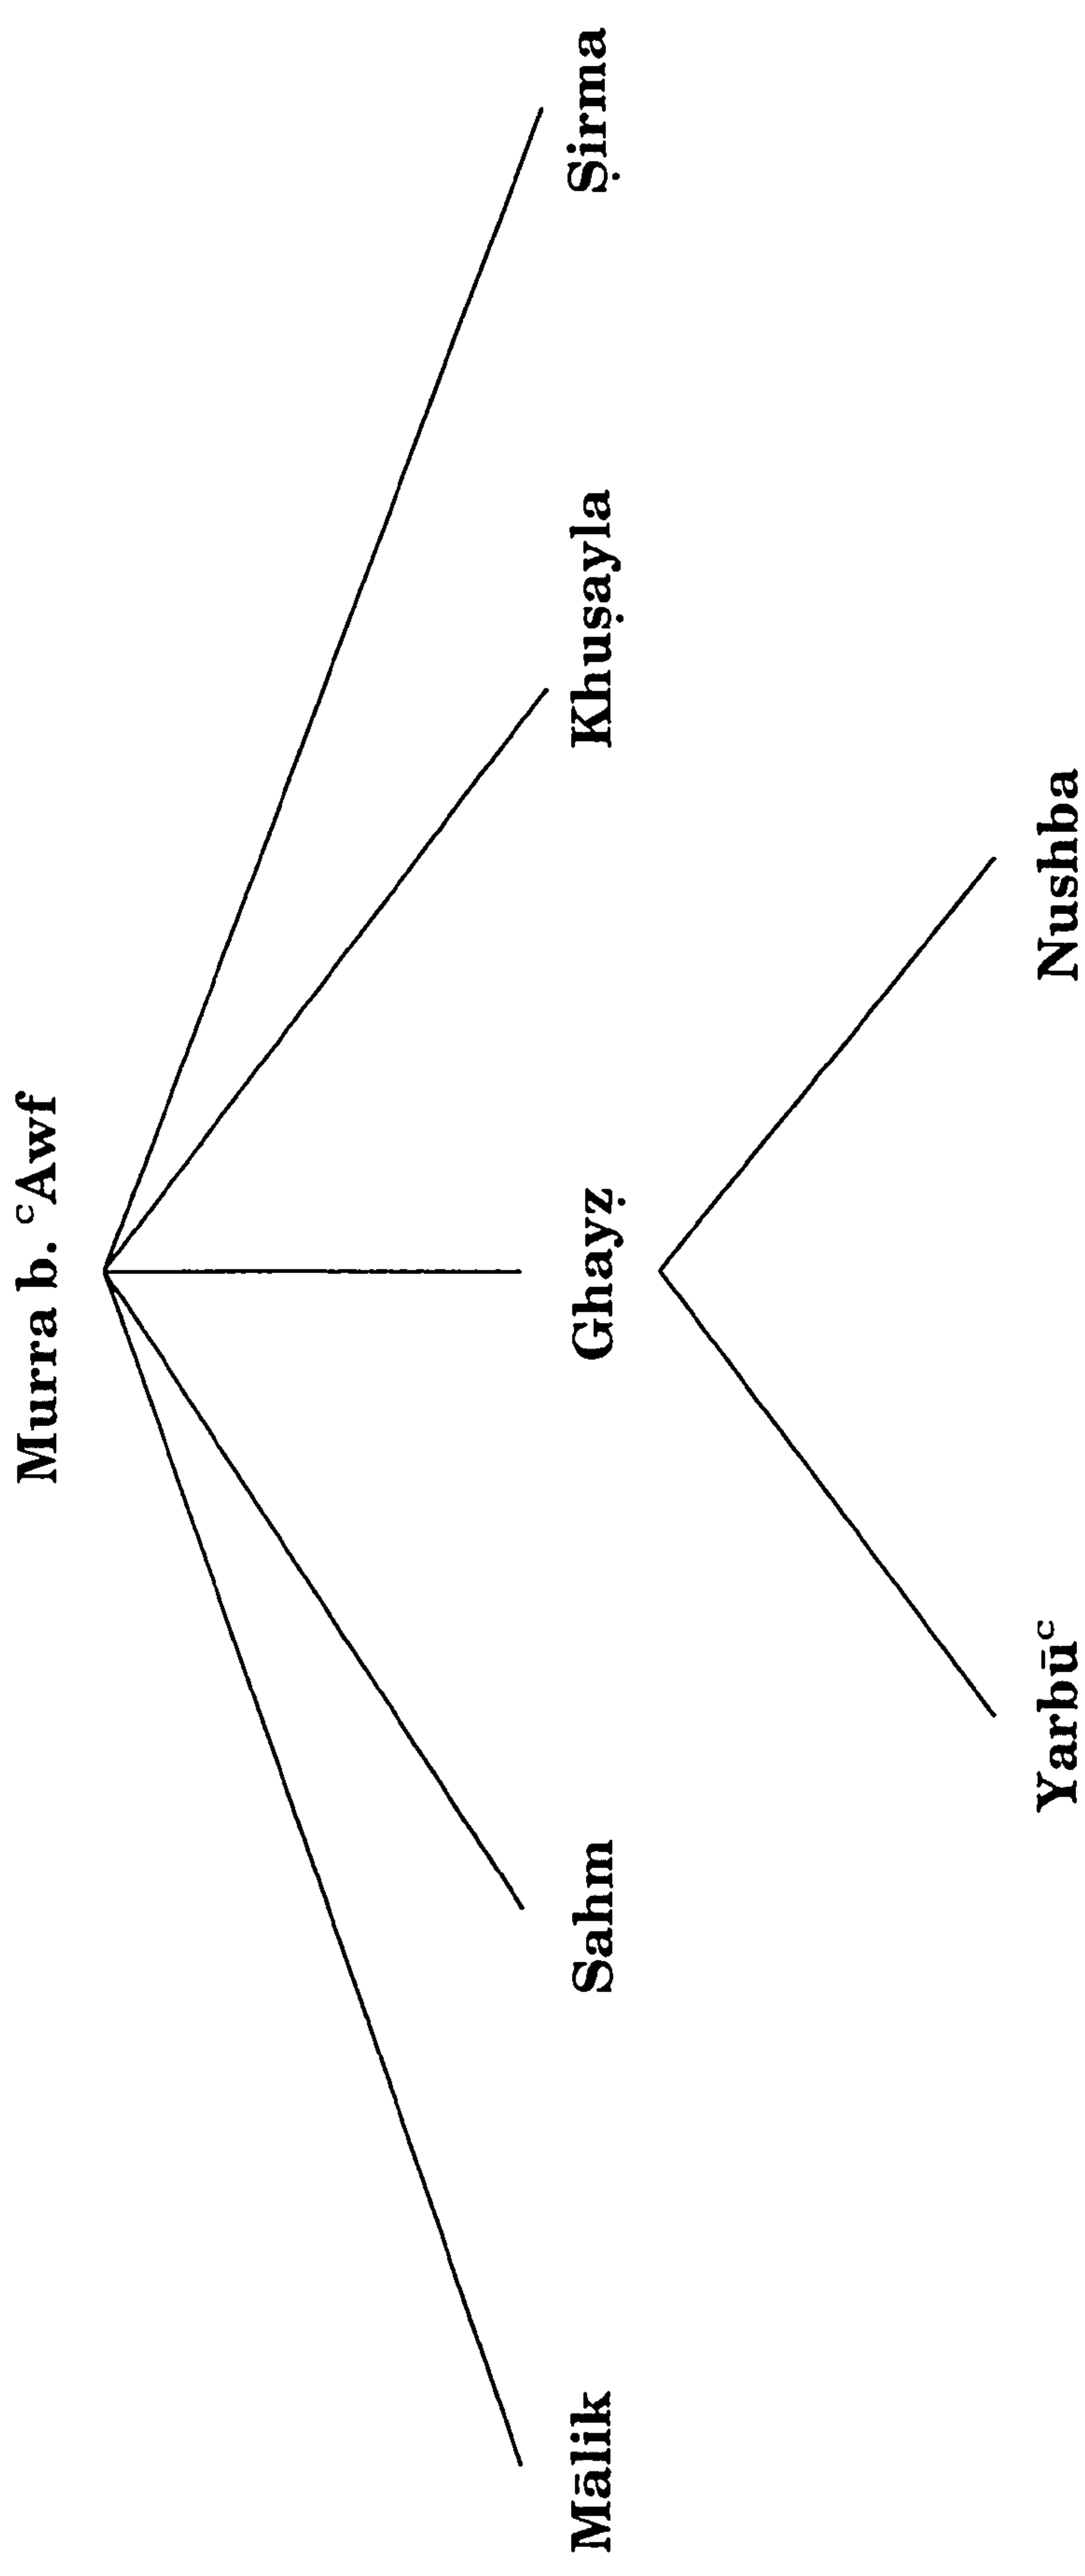 Murra b. ᶜAwf
Mālik
Sahm
Ghayẓ
Khuṣayla
Ṣirma
Yarbūᶜ
Nushba